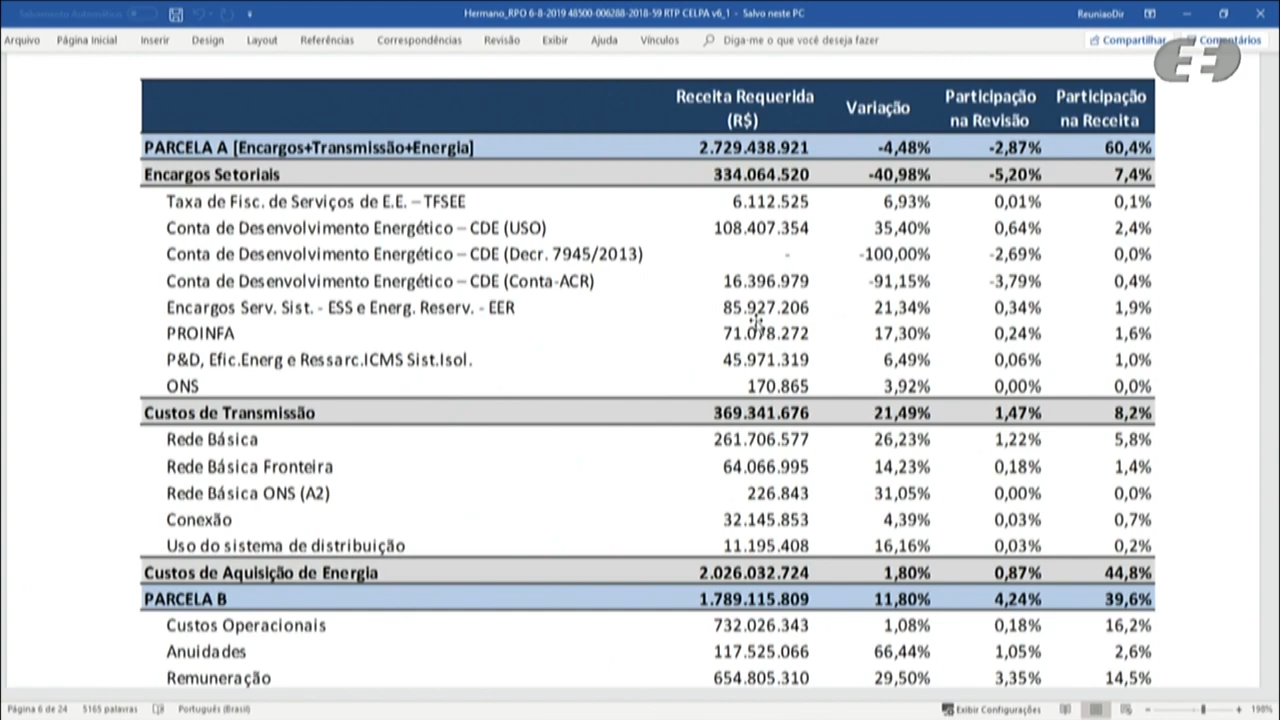 Salvamento Automático
Hermano_RPO 6-8-2019 48500-006288-2018-59 RTP CELPA v6_1 - Salvo neste PC
ReuniaoDir
Arquivo Página Inicial Inserir Design Layout Referências Correspondências Revisão Exibir Ajuda Vínculos Diga-me o que você deseja fazer Compartilhar Comentários
Receita Requerida (R$) Variação Participação na Revisão Participação na Receita
PARCELA A [Encargos+Transmissão+Energia] 2.729.438.921 -4,48% -2,87% 60,4%
Encargos Setoriais 334.064.520 -40,98% -5,20% 7,4%
Taxa de Fisc. de Serviços de E.E. – TFSEE 6.112.525 6,93% 0,01% 0,1%
Conta de Desenvolvimento Energético – CDE (USO) 108.407.354 35,40% 0,64% 2,4%
Conta de Desenvolvimento Energético – CDE (Decr. 7945/2013) - -100,00% -2,69% 0,0%
Conta de Desenvolvimento Energético – CDE (Conta-ACR) 16.396.979 -91,15% -3,79% 0,4%
Encargos Serv. Sist. - ESS e Energ. Reserv. - EER 85.927.206 21,34% 0,34% 1,9%
PROINFA 71.078.272 17,30% 0,24% 1,6%
P&D, Efic.Energ e Ressarc.ICMS Sist.Isol. 45.971.319 6,49% 0,06% 1,0%
ONS 170.865 3,92% 0,00% 0,0%
Custos de Transmissão 369.341.676 21,49% 1,47% 8,2%
Rede Básica 261.706.577 26,23% 1,22% 5,8%
Rede Básica Fronteira 64.066.995 14,23% 0,18% 1,4%
Rede Básica ONS (A2) 226.843 31,05% 0,00% 0,0%
Conexão 32.145.853 4,39% 0,03% 0,7%
Uso do sistema de distribuição 11.195.408 16,16% 0,03% 0,2%
Custos de Aquisição de Energia 2.026.032.724 1,80% 0,87% 44,8%
PARCELA B 1.789.115.809 11,80% 4,24% 39,6%
Custos Operacionais 732.026.343 1,08% 0,18% 16,2%
Anuidades 117.525.066 66,44% 1,05% 2,6%
Remuneração 654.805.310 29,50% 3,35% 14,5%
Página 6 de 24 5165 palavras Português (Brasil) Exibir Configurações 198%